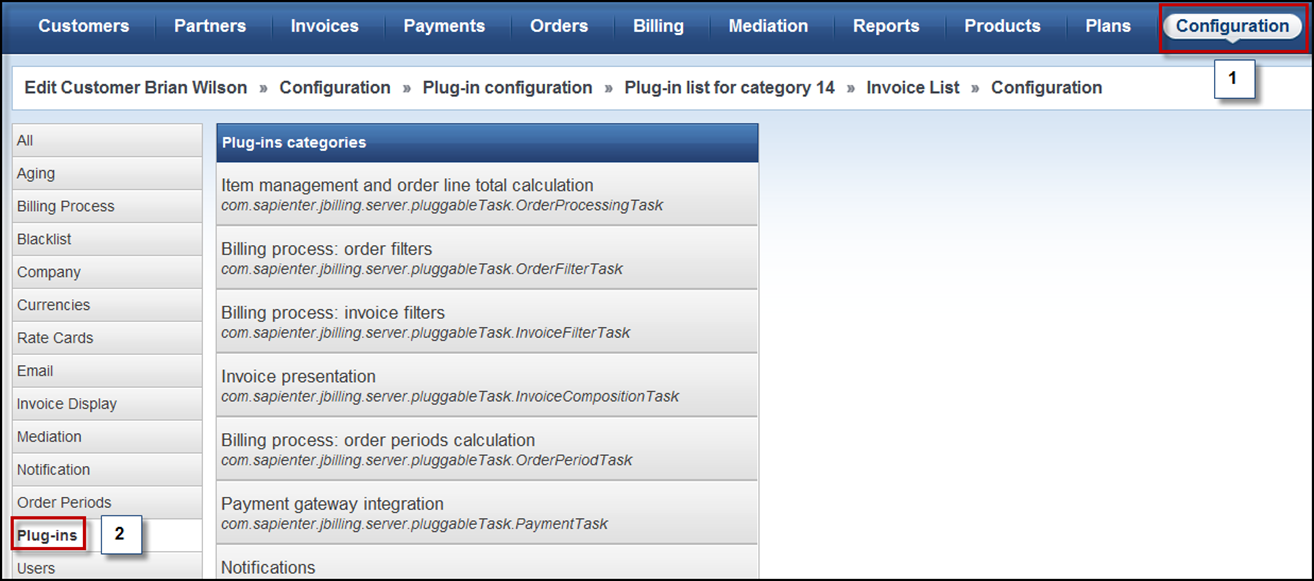 Customers Partners Invoices Payments Orders Billing Mediation Reports Products Plans Configuration
1
Edit Customer Brian Wilson » Configuration » Plug-in configuration » Plug-in list for category 14 » Invoice List » Configuration
All
Aging
Billing Process
Blacklist
Company
Currencies
Rate Cards
Email
Invoice Display
Mediation
Notification
Order Periods
Plug-ins
2
Users
Plug-ins categories
Item management and order line total calculation
com.sapienter.jbilling.server.pluggableTask.OrderProcessingTask
Billing process: order filters
com.sapienter.jbilling.server.pluggableTask.OrderFilterTask
Billing process: invoice filters
com.sapienter.jbilling.server.pluggableTask.InvoiceFilterTask
Invoice presentation
com.sapienter.jbilling.server.pluggableTask.InvoiceCompositionTask
Billing process: order periods calculation
com.sapienter.jbilling.server.pluggableTask.OrderPeriodTask
Payment gateway integration
com.sapienter.jbilling.server.pluggableTask.PaymentTask
Notifications